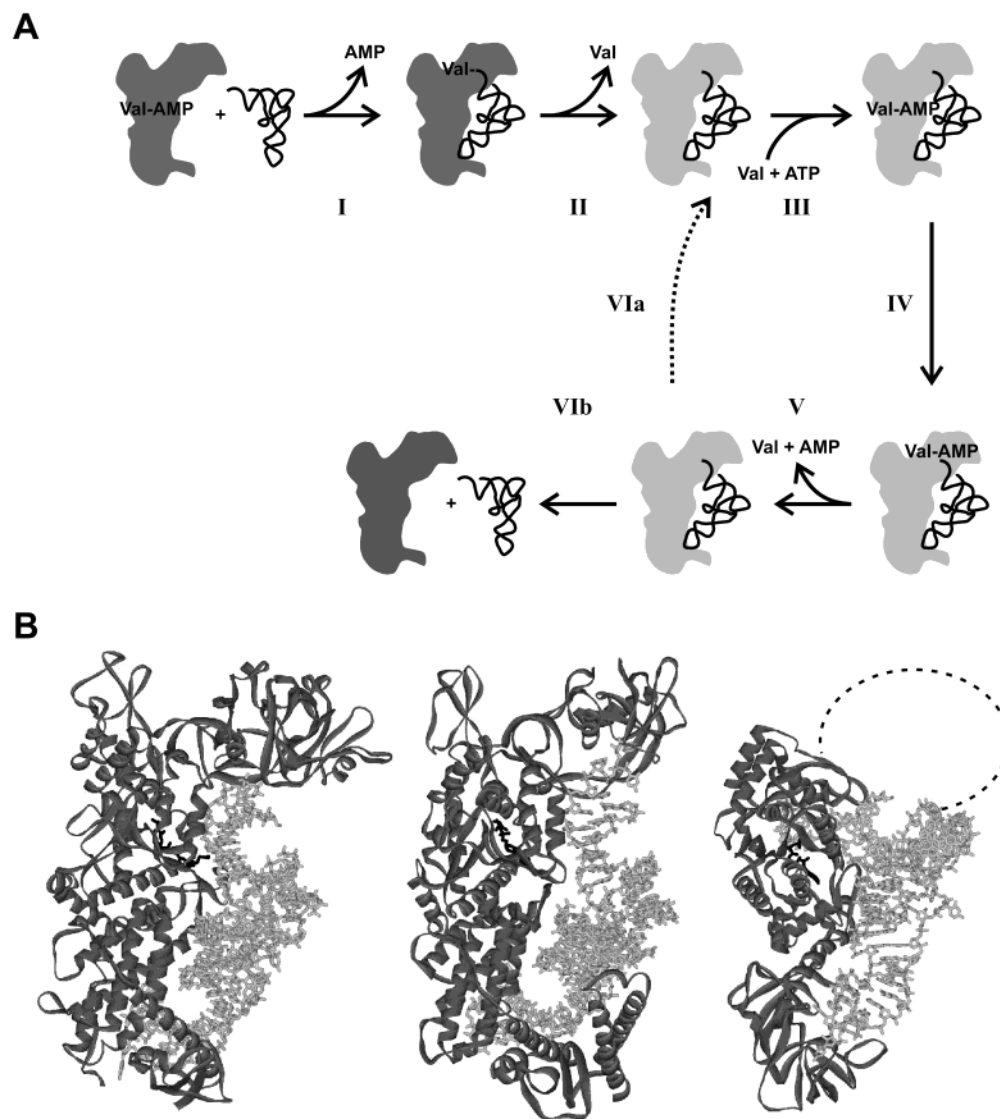 A
AMP
Val
Val-AMP
+
Val-
Val-AMP
Val + ATP
I
II
III
VIa
IV
VIb
V
Val + AMP
Val-AMP
+
B